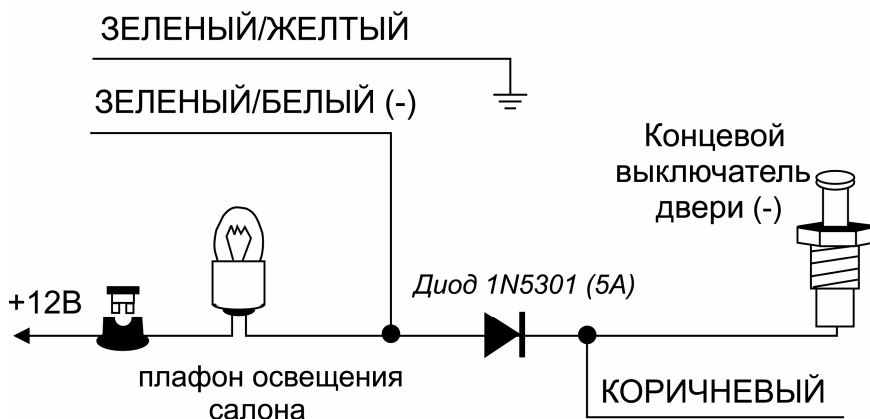 ЗЕЛЕНЫЙ/ЖЕЛТЫЙ
ЗЕЛЕНЫЙ/БЕЛЫЙ (-)
Концевой
выключатель
двери (-)
Диод 1N5301 (5А)
+12В
плафон освещения
салона
КОРИЧНЕВЫЙ